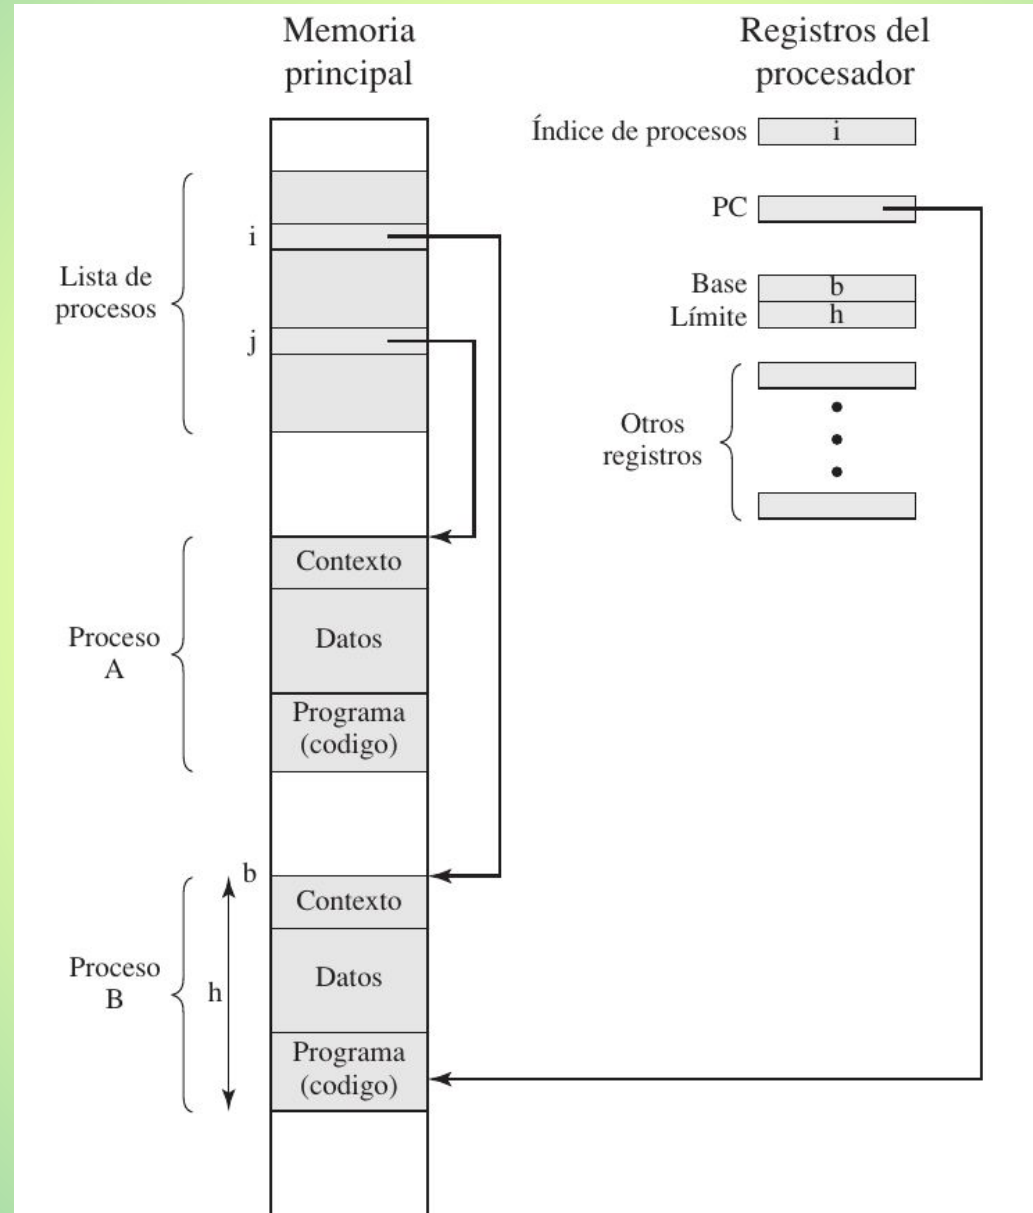 Memoria
principal
Registros del
procesador
Índice de procesos
i
PC
Base
b
Límite
h
Otros
registros
Lista de
procesos
i
j
Proceso
A
Contexto
Datos
Programa
(codigo)
b
Proceso
B
h
Contexto
Datos
Programa
(codigo)